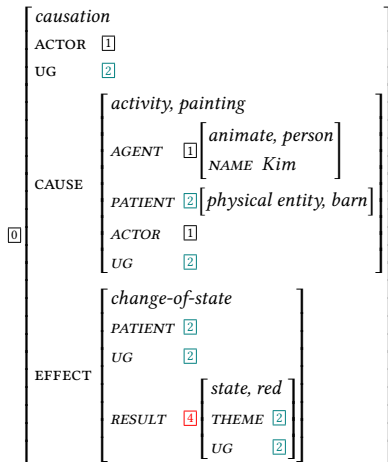 causation
ACTOR 1
UG 2
activity, painting
AGENT 1 animate, person
NAME Kim
CAUSE
PATIENT 2 physical entity, barn
ACTOR 1
0
UG 2
change-of-state
PATIENT 2
UG 2
EFFECT
state, red
RESULT 4 THEME 2
UG 2